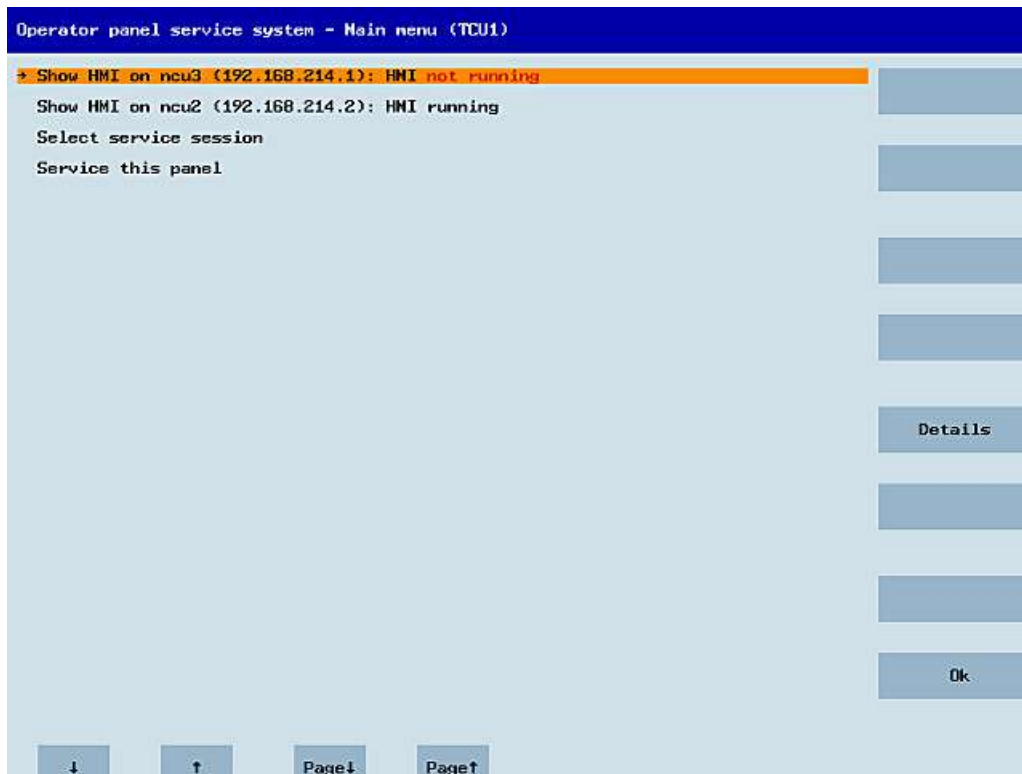 Operator panel service system - Main menu (TCU1)
→ Show HMI on ncu3 (192.168.214.1): HMI not running
Show HMI on ncu2 (192.168.214.2): HMI running
Select service session
Service this panel
Details
Ok
↓ ↑ Page↓ Page↑